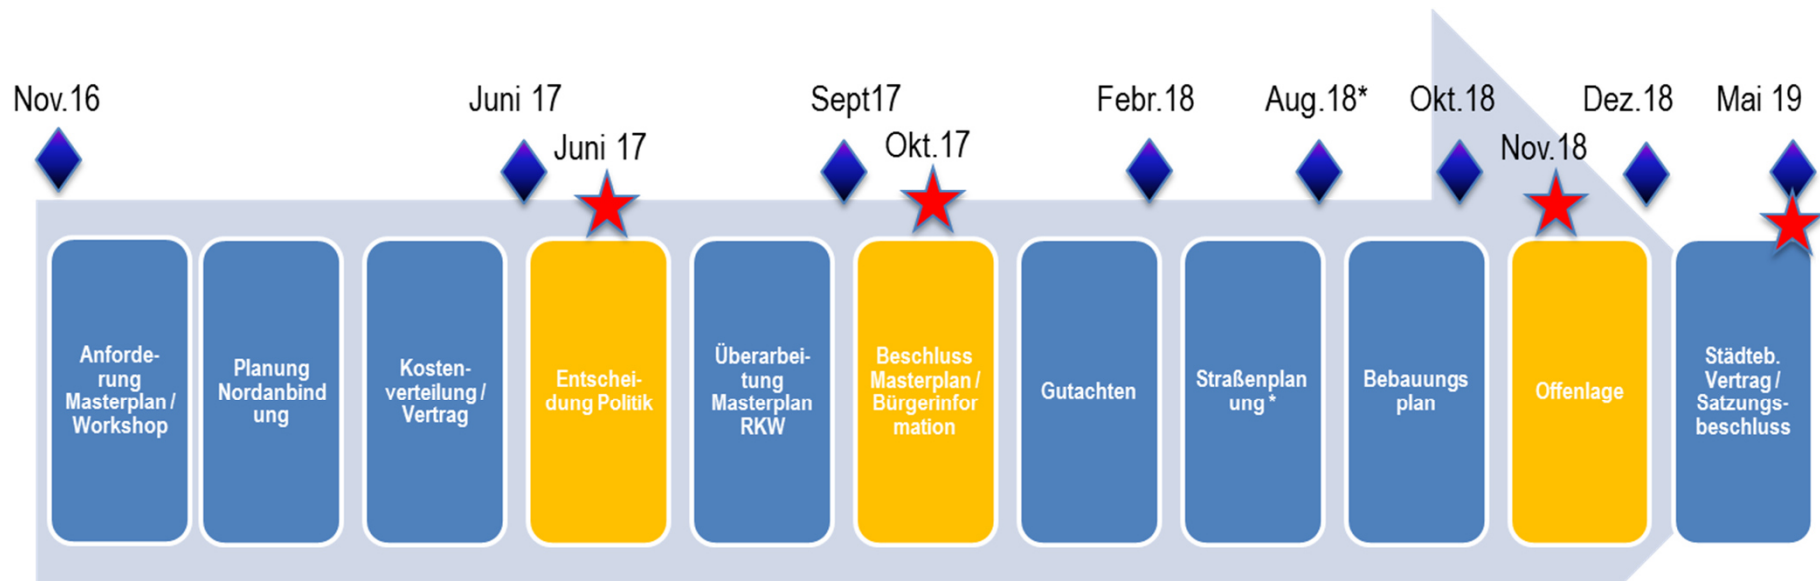 Nov.16
Juni 17
Sept17
Febr.18
Aug.18*
Okt.18
Dez.18
Mai 19
Juni 17
Okt.17
Nov.18
Anforde-
rung
Masterplan /
Workshop
Planung
Nordanbind
ung
Kosten-
verteilung /
Vertrag
Entschei-
dung Politik
Überarbei-
tung
Masterplan
RKW
Beschluss
Masterplan /
Bürgerinfor
mation
Gutachten
Straßenplan
ung *
Bebauungs
plan
Offenlage
Städteb.
Vertrag /
Satzungs-
beschluss